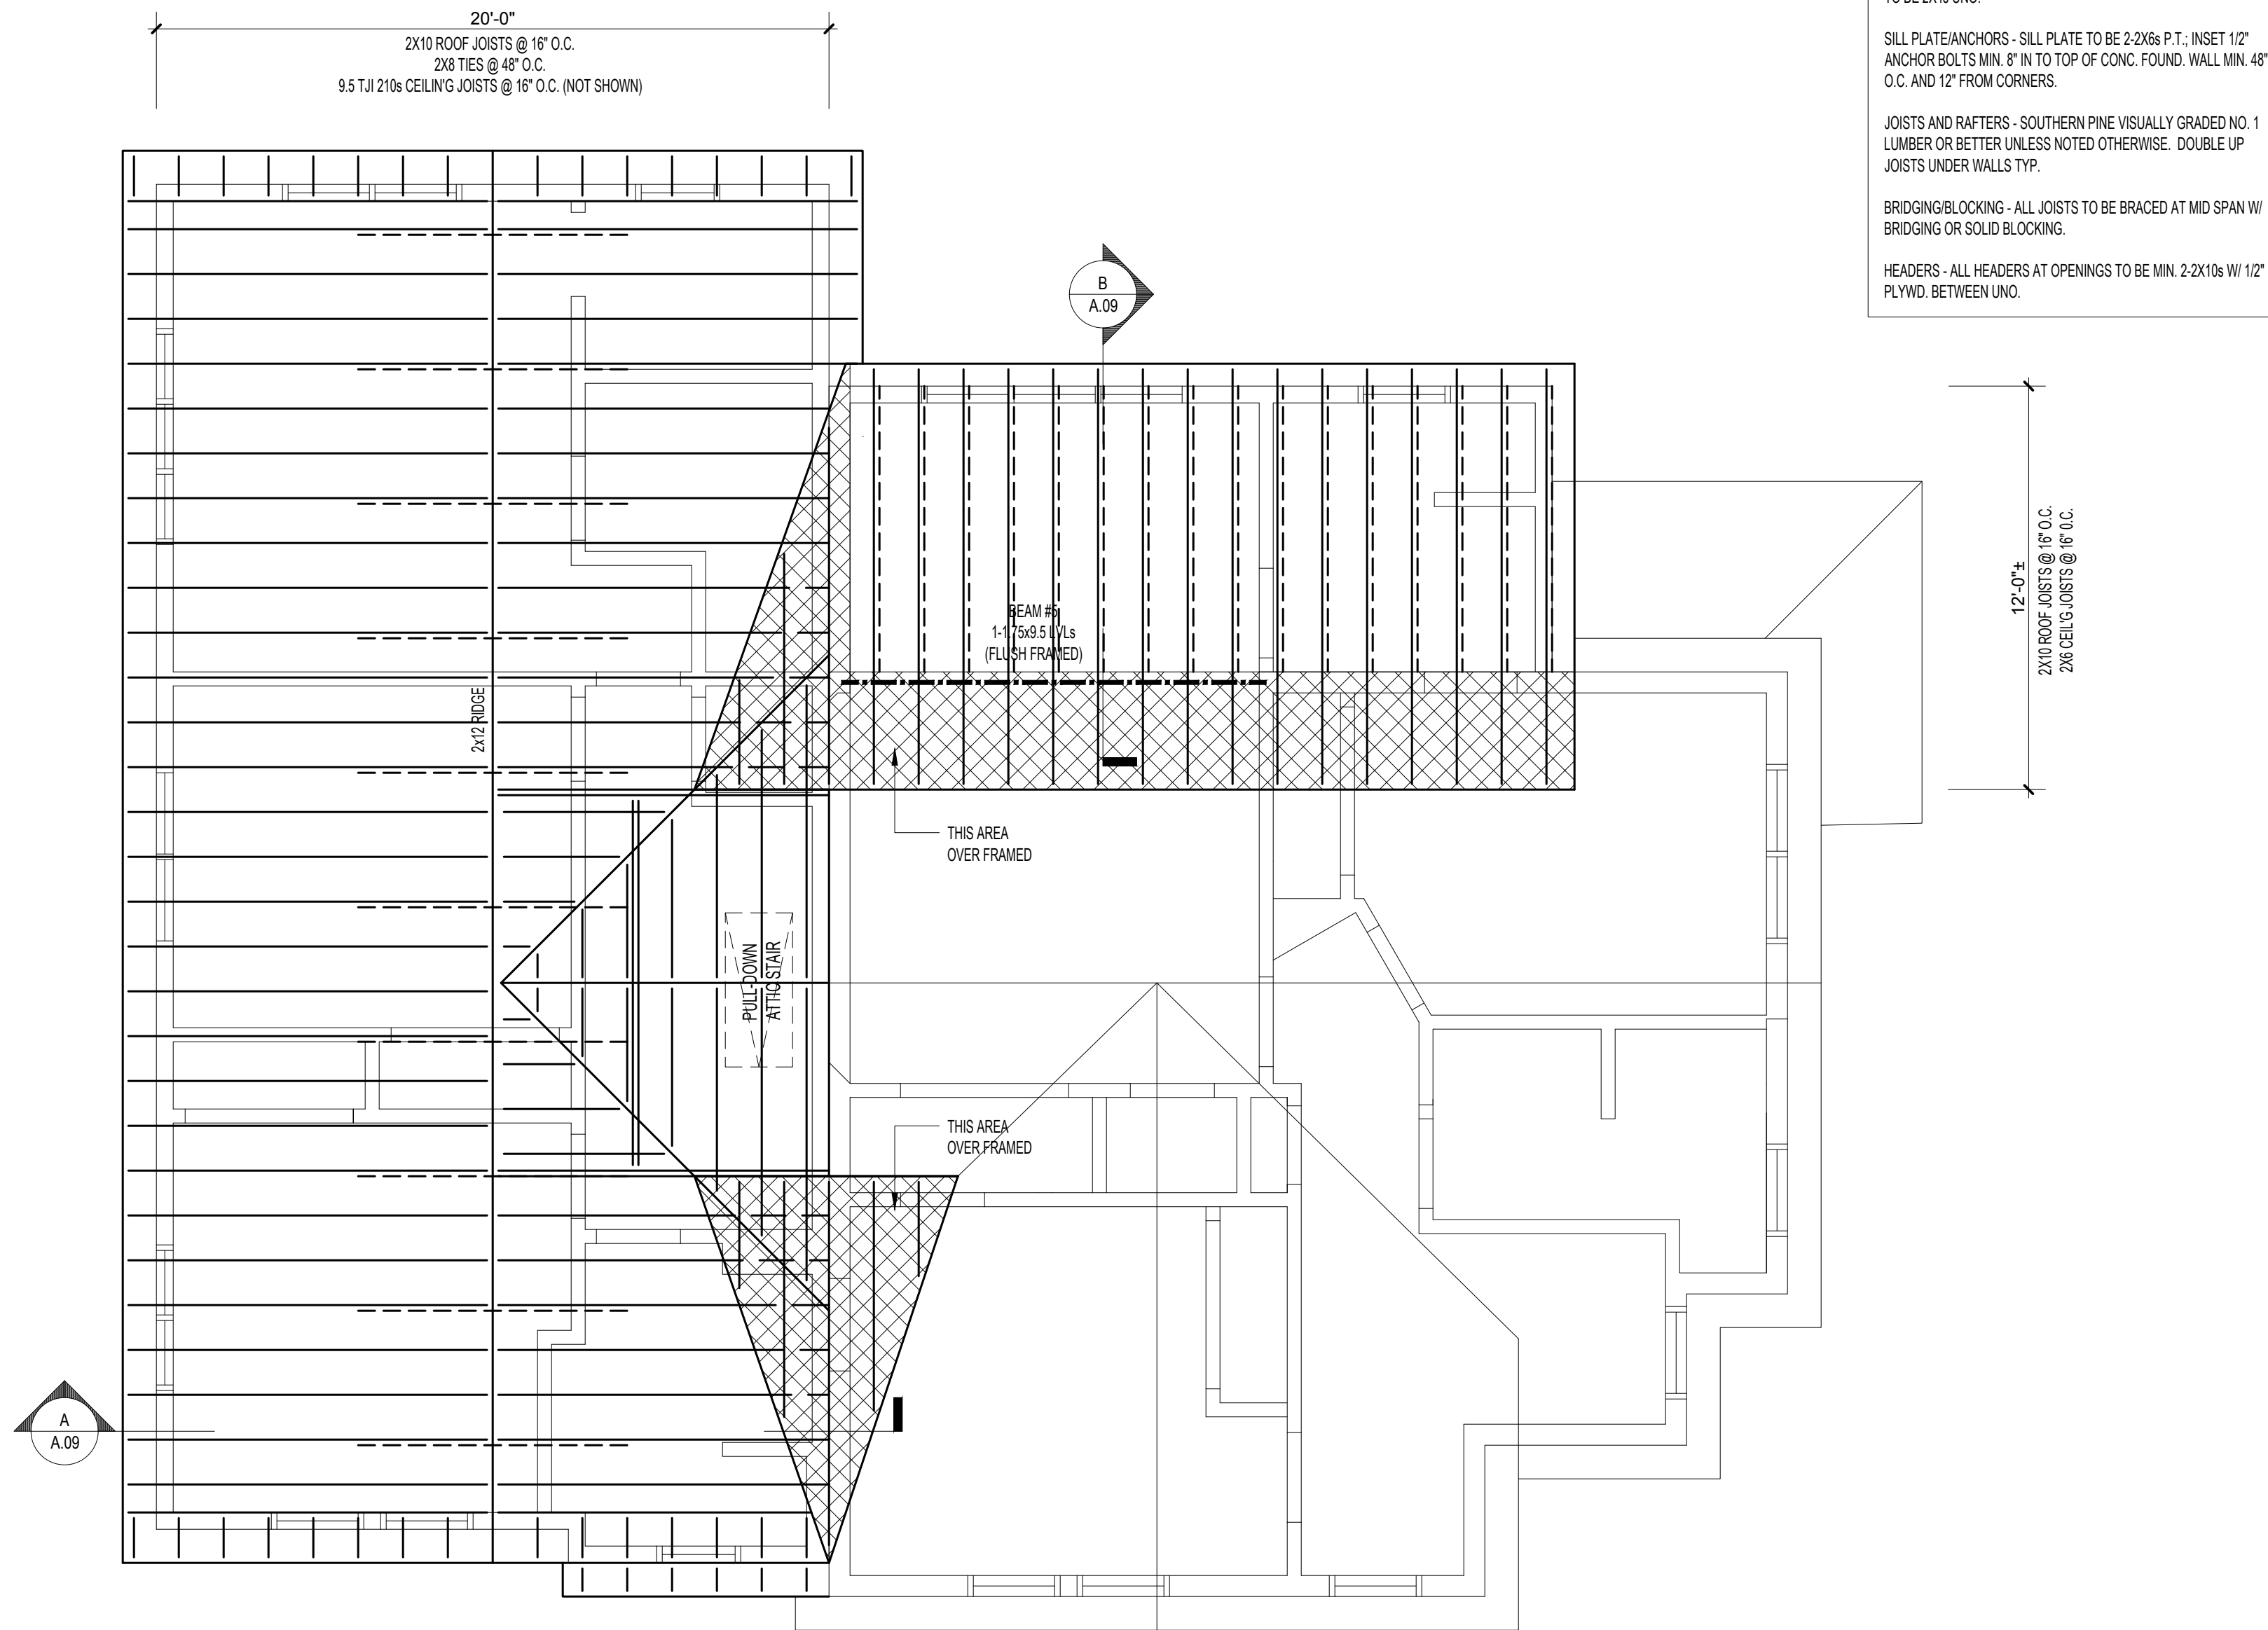 20'-0"
2X10 ROOF JOISTS @ 16" O.C.
2X8 TIES @ 48" O.C.
9.5 TJI 210s CEILIN'G JOISTS @ 16" O.C. (NOT SHOWN)
TO BE 2X4s UNO.
SILL PLATE/ANCHORS - SILL PLATE TO BE 2-2X6s P.T.; INSET 1/2"
ANCHOR BOLTS MIN. 8" IN TO TOP OF CONC. FOUND. WALL MIN. 48"
O.C. AND 12" FROM CORNERS.
JOISTS AND RAFTERS - SOUTHERN PINE VISUALLY GRADED NO. 1
LUMBER OR BETTER UNLESS NOTED OTHERWISE. DOUBLE UP
JOISTS UNDER WALLS TYP.
BRIDGING/BLOCKING - ALL JOISTS TO BE BRACED AT MID SPAN W/
BRIDGING OR SOLID BLOCKING.
HEADERS - ALL HEADERS AT OPENINGS TO BE MIN. 2-2X10s W/ 1/2"
PLYWD. BETWEEN UNO.
B
A.09
12'-0"±
2X10 ROOF JOISTS @ 16" O.C.
2X6 CEIL'G JOISTS @ 16" O.C.
BEAM #5
1-1.75x9.5 LVLs
(FLUSH FRAMED)
2x12 RIDGE
THIS AREA
OVER FRAMED
PULL-DOWN
ATTIC STAIR
THIS AREA
OVER FRAMED
A
A.09